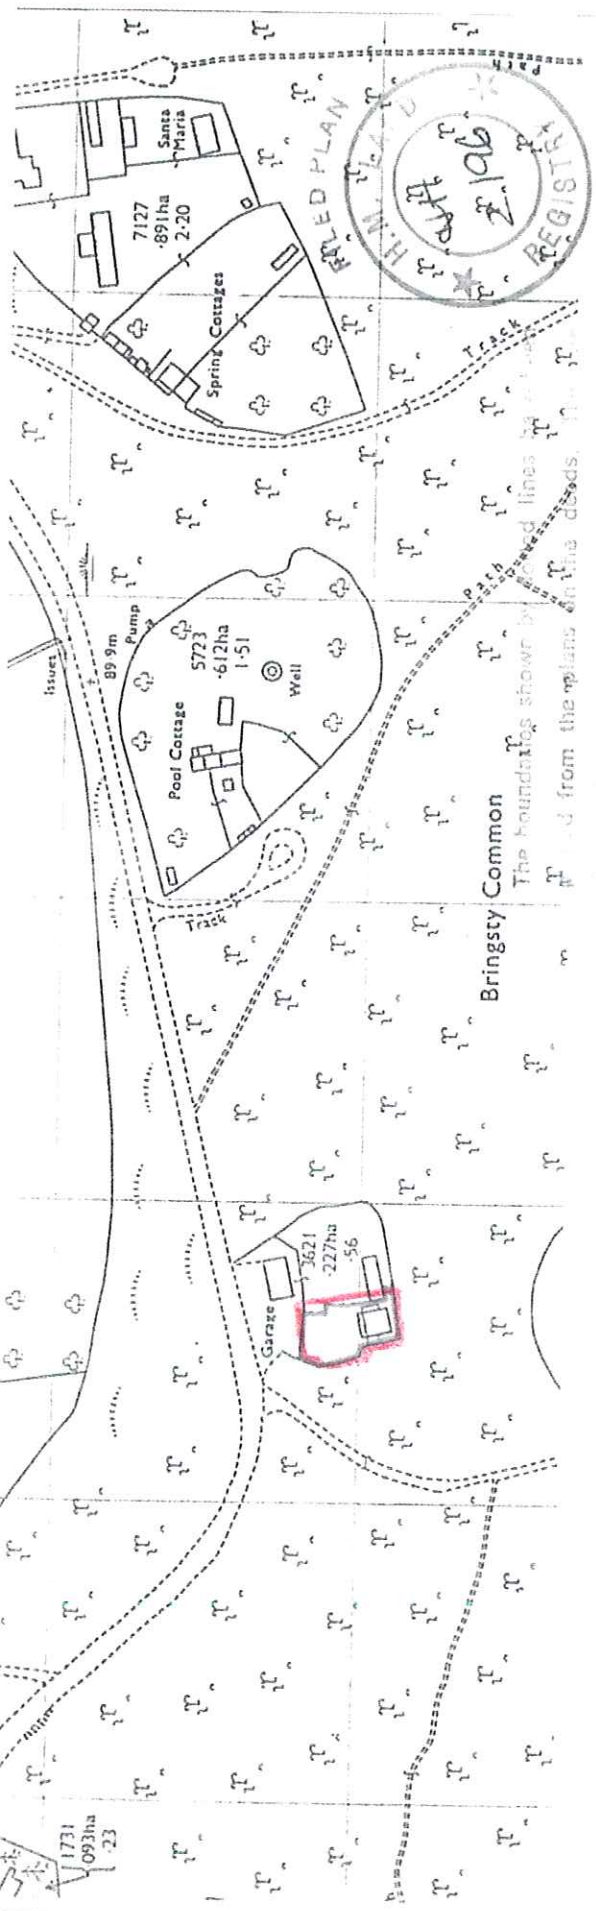 Path
Santa
Maria
7127
·891ha
2·20
FILED PLAN
H.M. LAND
REGISTRY
Spring Cottages
Track
Issues
89·9m
Pump
5723
·612ha
1·51
Well
Pool Cottage
Path
Track
Bringsty Common
The boundaries shown by
lines
from the plans
in the deeds.
Garage
3621
·227ha
·56
1731
·093ha
·23